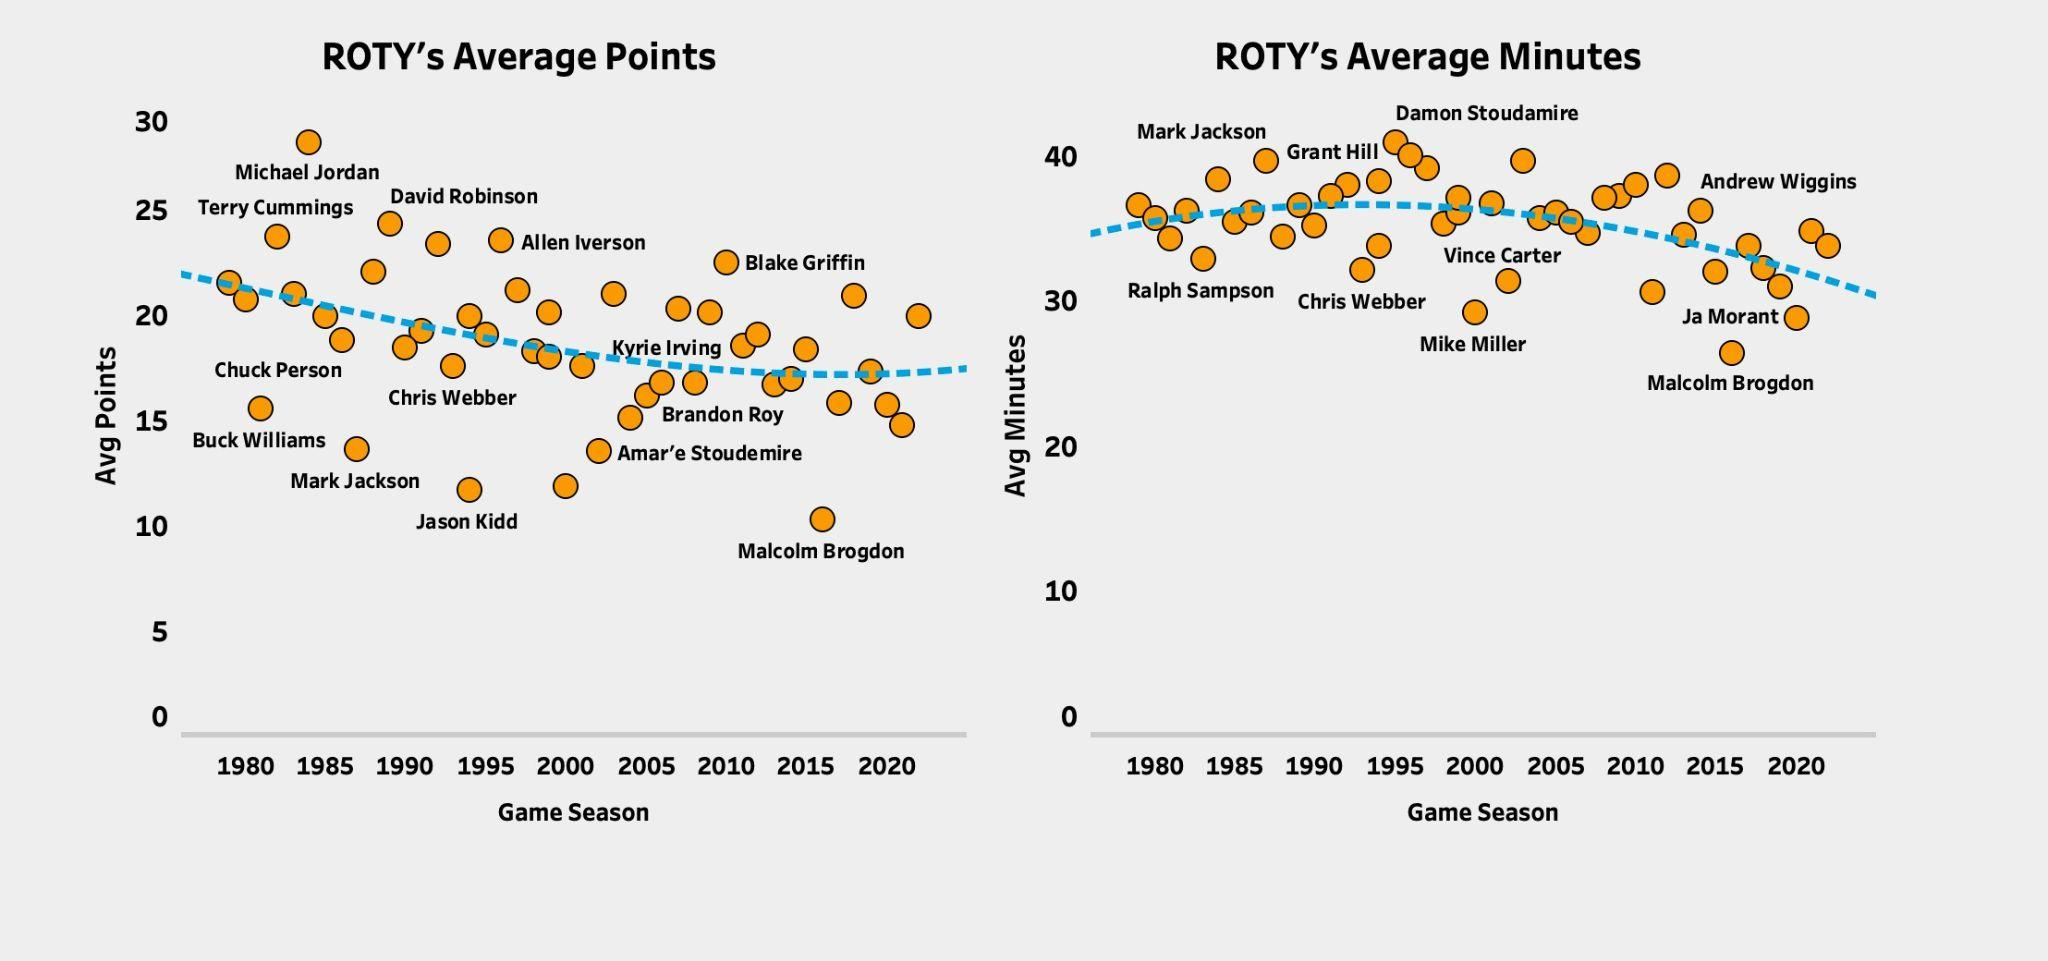 ROTY’s Average Points
30
25
20
15
10
5
0
Avg Points
Michael Jordan
Terry Cummings
David Robinson
Allen Iverson
Blake Griffin
Kyrie Irving
Chuck Person
Chris Webber
Brandon Roy
Buck Williams
Amar’e Stoudemire
Mark Jackson
Jason Kidd
Malcolm Brogdon
1980 1985 1990 1995 2000 2005 2010 2015 2020
Game Season
ROTY’s Average Minutes
40
30
20
10
0
Avg Minutes
Damon Stoudamire
Mark Jackson
Grant Hill
Andrew Wiggins
Vince Carter
Ralph Sampson
Chris Webber
Ja Morant
Mike Miller
Malcolm Brogdon
1980 1985 1990 1995 2000 2005 2010 2015 2020
Game Season